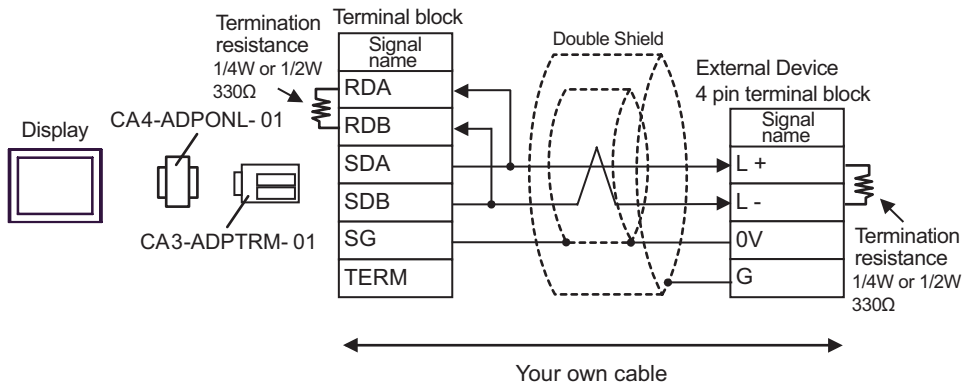 Termination
resistance
1/4W or 1/2W
330Ω
Terminal block
Signal
name
RDA
RDB
SDA
SDB
SG
TERM
Double Shield
External Device
4 pin terminal block
Signal
name
L +
L -
0V
G
Display
CA4-ADPONL- 01
CA3-ADPTRM- 01
Termination
resistance
1/4W or 1/2W
330Ω
Your own cable